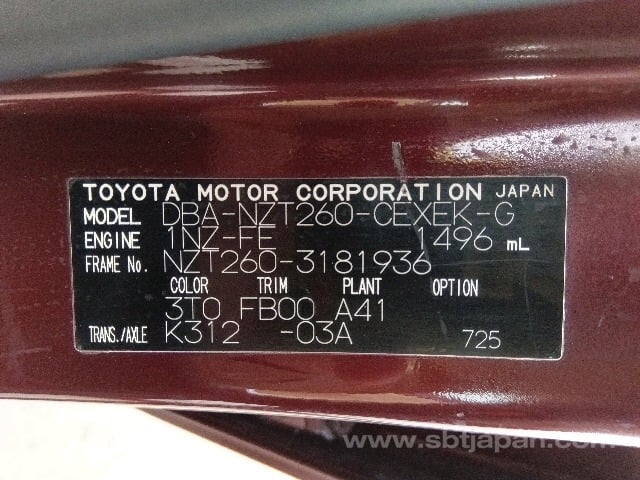 TOYOTA MOTOR CORPORATION JAPAN
MODEL DBA-NZT260-CEXEK-G
ENGINE 1NZ-FE 1496 mL
FRAME No. NZT260-3181936
COLOR TRIM PLANT OPTION
3T0 FB00 A41
TRANS./AXLE K312 -03A 725
www.sbtjapan.com